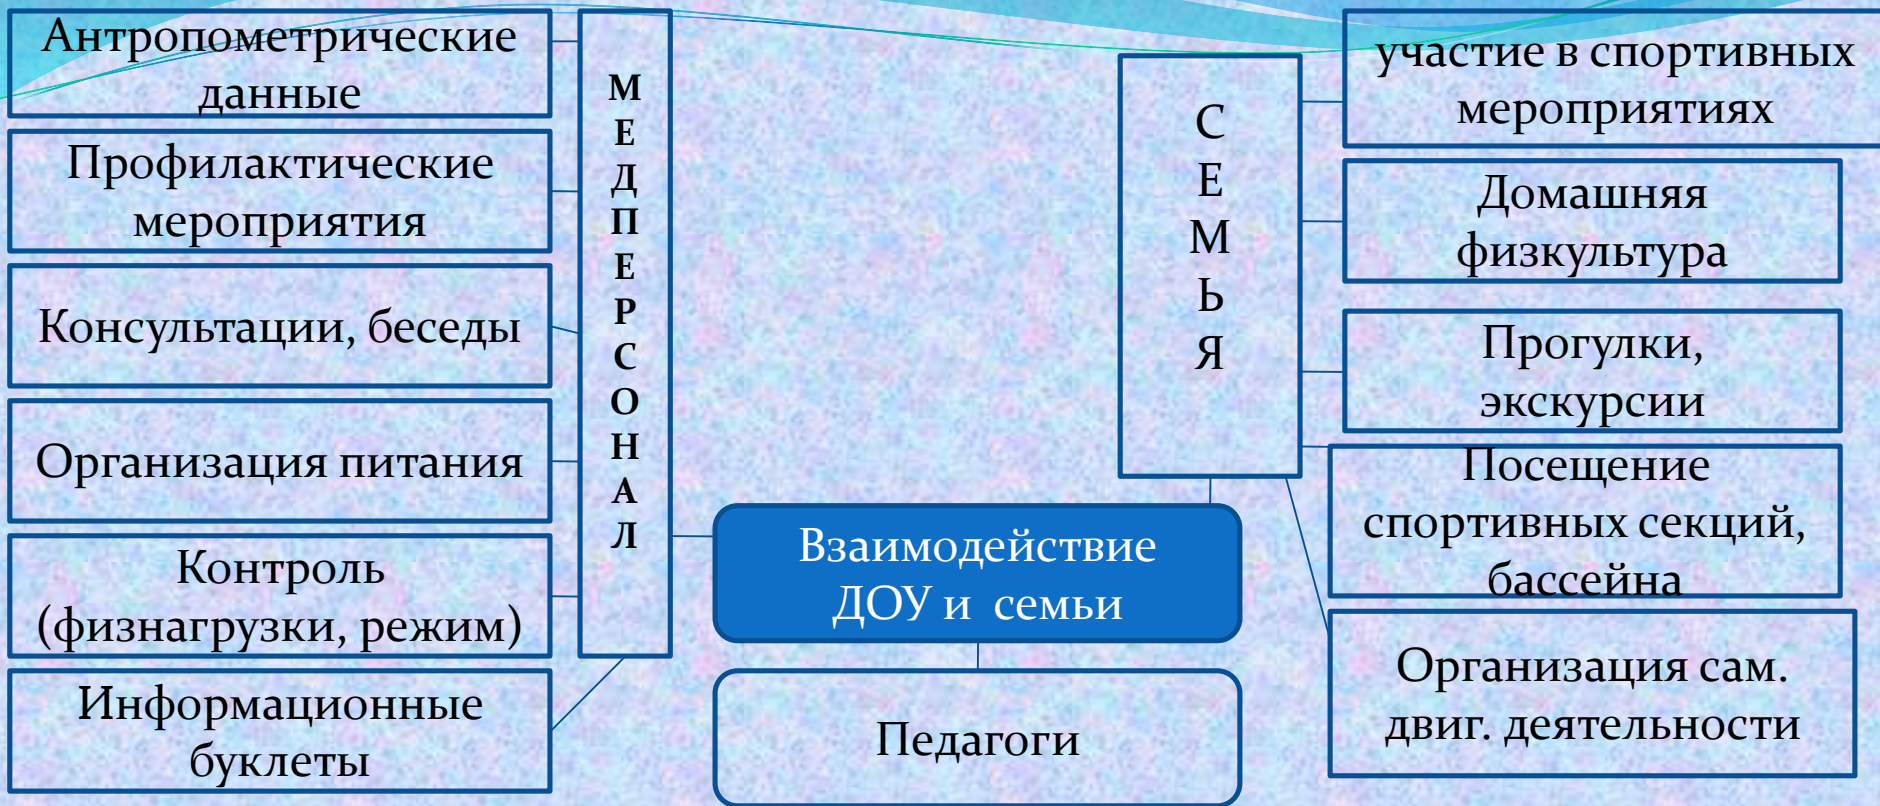 Антропометрические
данные
Профилактические
мероприятия
Консультации, беседы
Организация питания
Контроль
(физнагрузки, режим)
Информационные
буклеты
М
Е
Д
П
Е
Р
С
О
Н
А
Л
Взаимодействие
ДОУ и семьи
Педагоги
С
Е
М
Ь
Я
участие в спортивных
мероприятиях
Домашняя
физкультура
Прогулки,
экскурсии
Посещение
спортивных секций,
бассейна
Организация сам.
двиг. деятельности